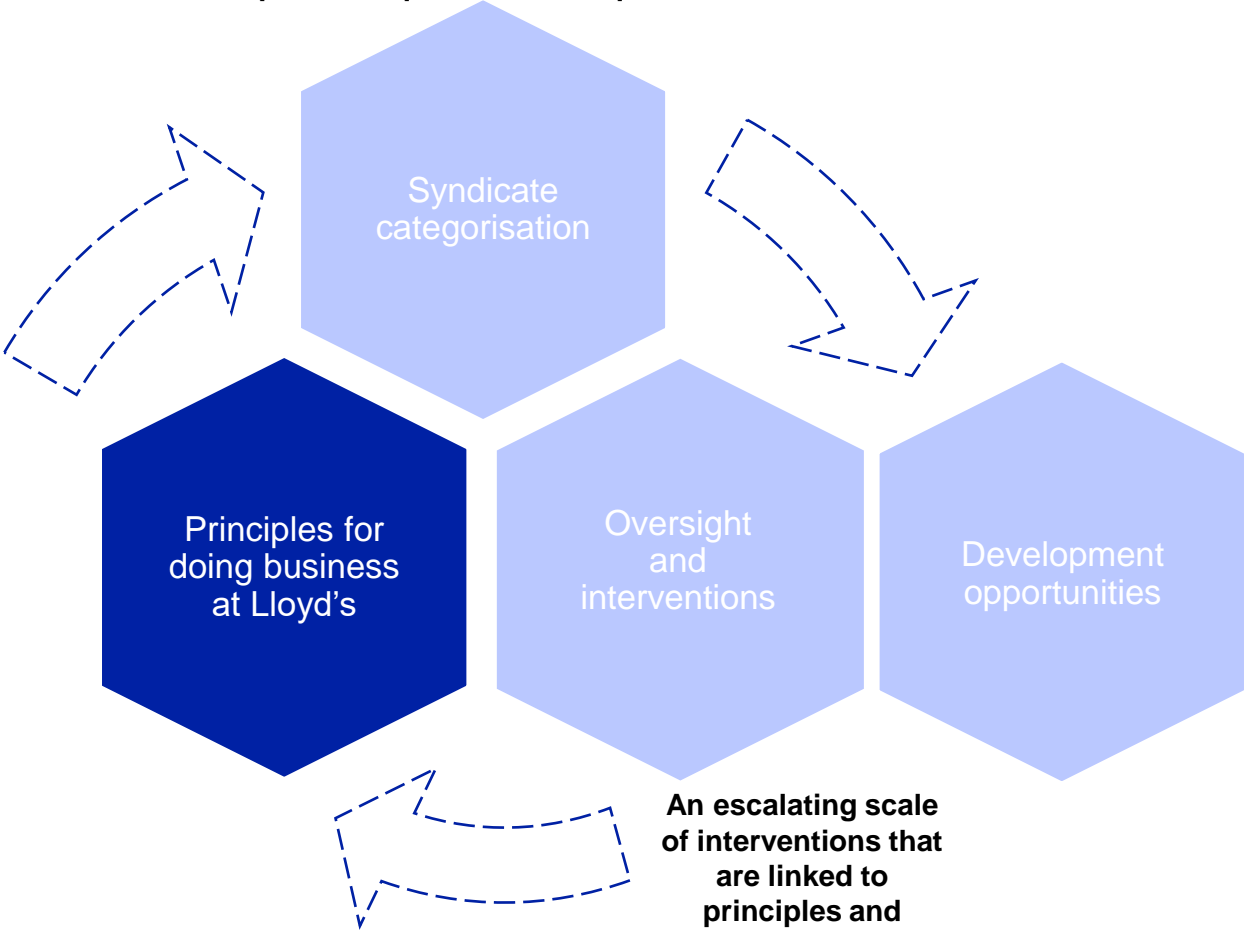 Syndicate
categorisation
Principles for
doing business
at Lloyd's
Oversight
and
interventions
Development
opportunities
An escalating scale
of interventions that
are linked to
principles and